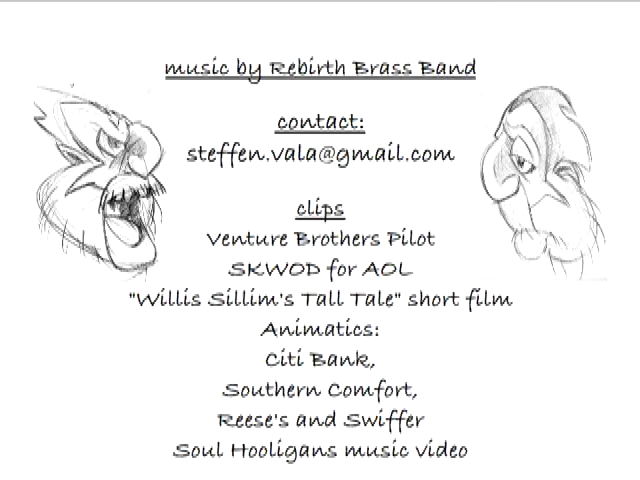 music by Rebirth Brass Band
contact:
steffen.vala@gmail.com
clips
Venture Brothers Pilot
SKWOD for AOL
"Willis Sillim's Tall Tale" short film
Animatics:
Citi Bank,
Southern Comfort,
Reese's and Swiffer
Soul Hooligans music video